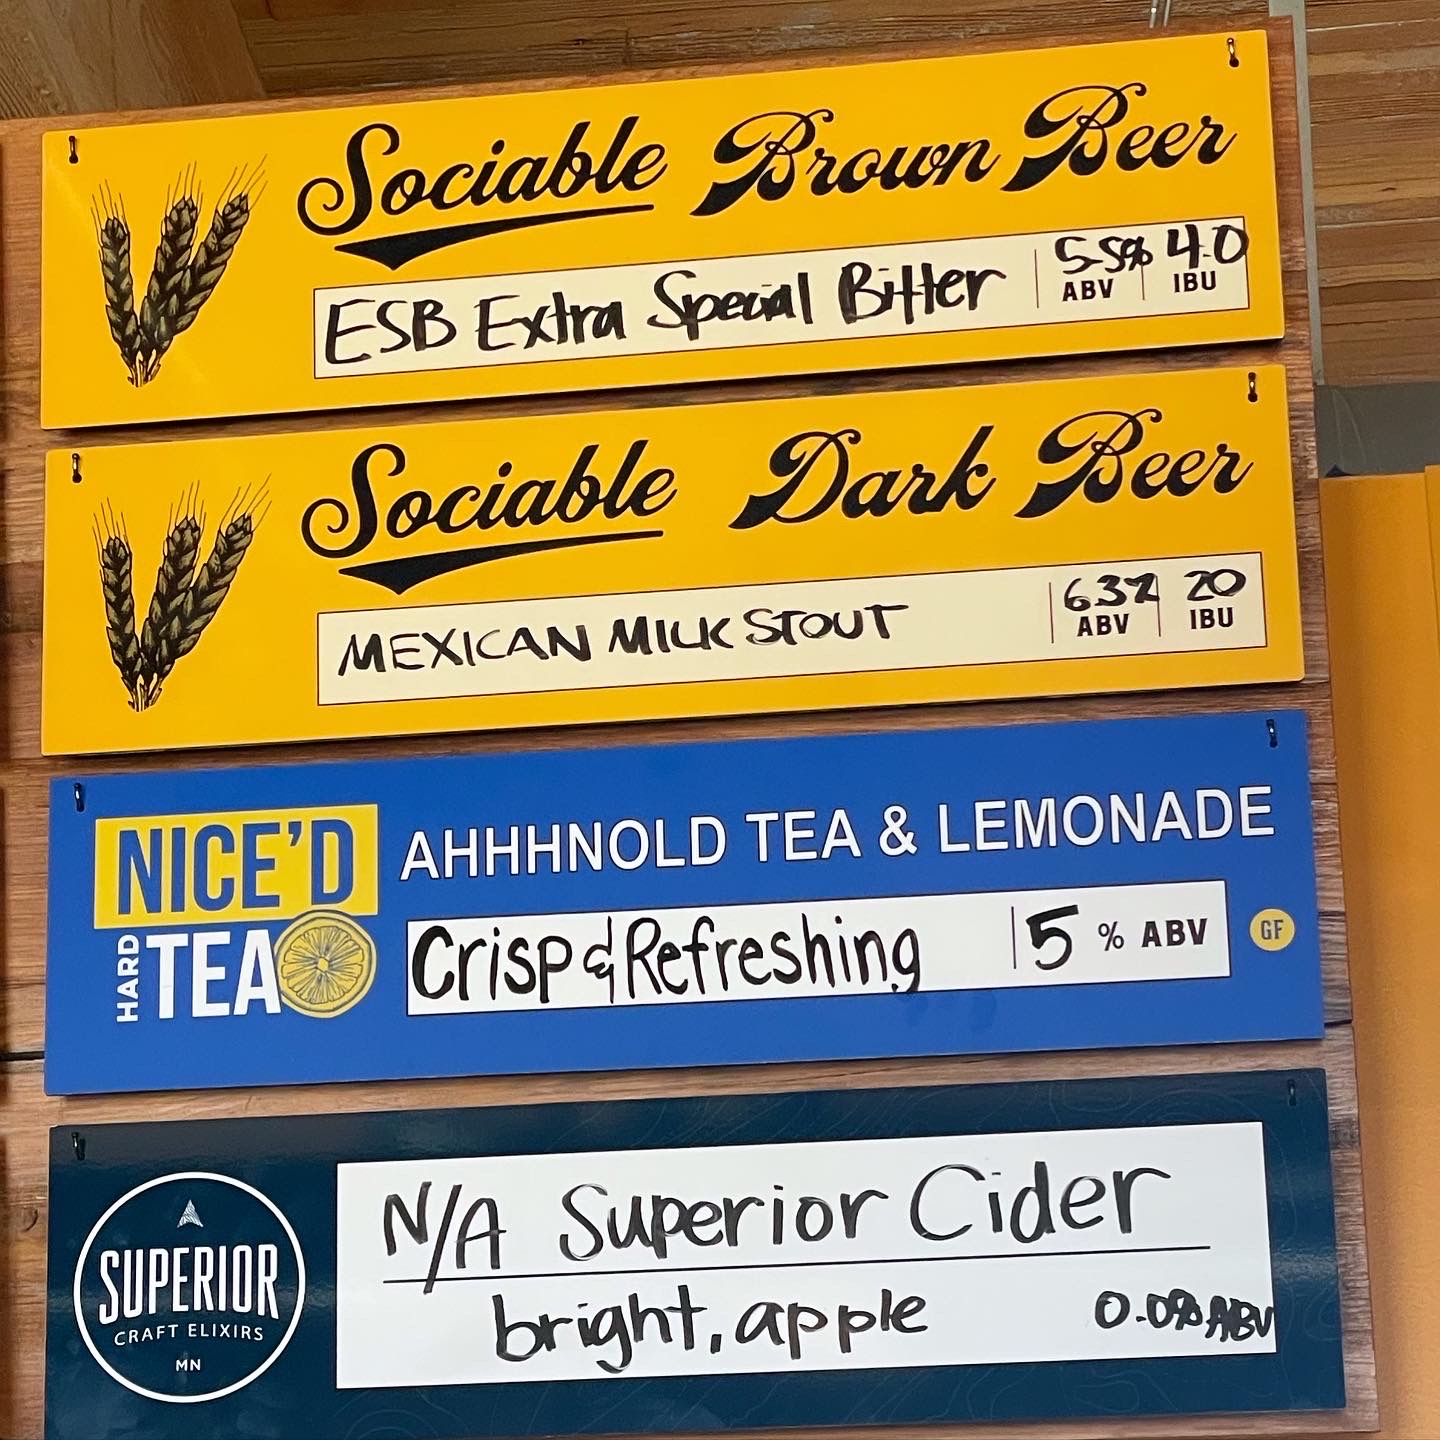 Sociable Brown Beer
ESB Extra Special Bitter
5.5% 4.0
ABV IBU
Sociable Dark Beer
MEXICAN MILK STOUT
6.3% 20
ABV IBU
NICE'D
HARD TEA
AHHHNOLD TEA & LEMONADE
Crisp & Refreshing 5 % ABV
GF
SUPERIOR
CRAFT ELIXIRS
MN
N/A Superior Cider
bright, apple 0.0% ABV